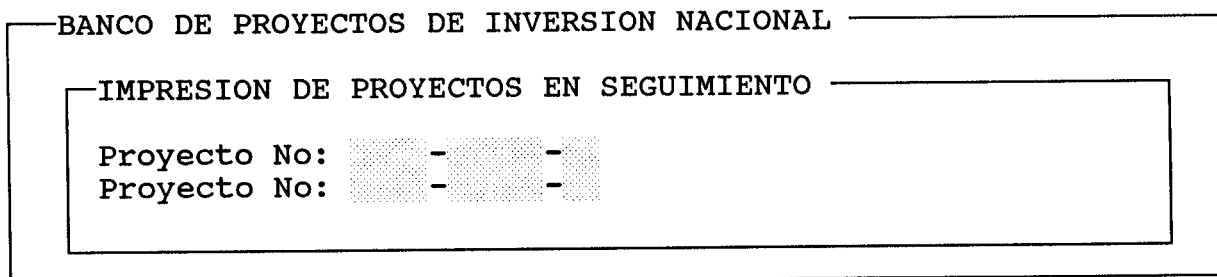 BANCO DE PROYECTOS DE INVERSION NACIONAL
IMPRESION DE PROYECTOS EN SEGUIMIENTO
Proyecto No: - -
Proyecto No: - -